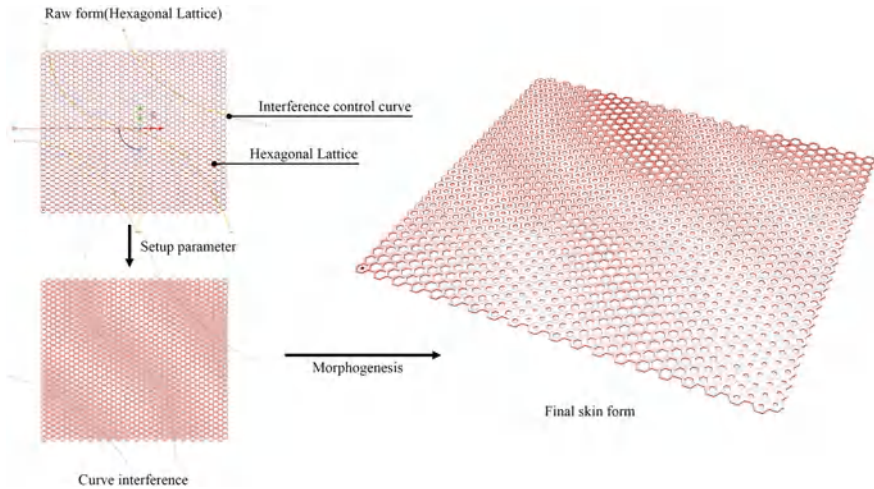 Raw form(Hexagonal Lattice)
Interference control curve
Hexagonal Lattice
Setup parameter
Morphogenesis
Final skin form
Curve interference